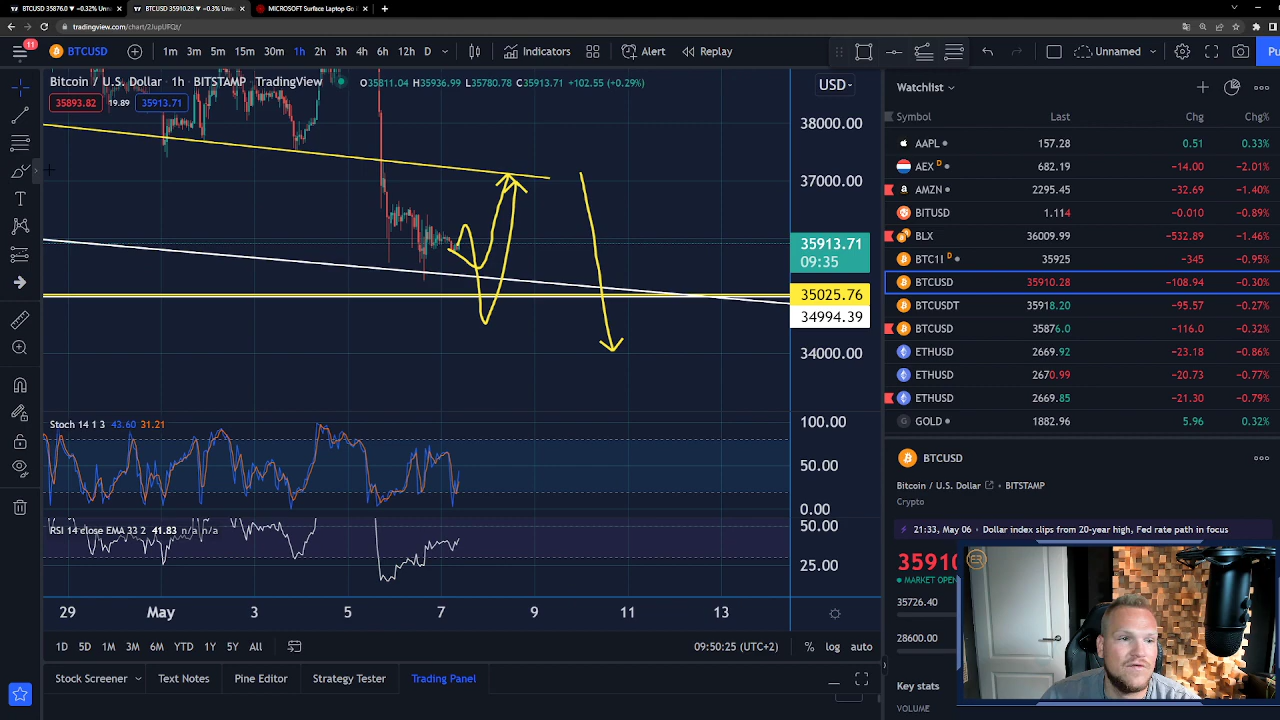 BTCUSD 35876.0 −0.32% Unna
BTCUSD 35910.28 −0.3% Unna
MICROSOFT Surface Laptop Go
tradingview.com/chart/2JupUFQt/
11
BTCUSD
1m 3m 5m 15m 30m 1h 2h 3h 4h 6h 12h D
Indicators
Alert
Replay
Unnamed
Pu
Bitcoin / U.S. Dollar · 1h · BITSTAMP · TradingView
O35811.04 H35936.99 L35780.78 C35913.71 +102.55 (+0.29%)
USD
35893.82 19.89 35913.71
38000.00
37000.00
35913.71
09:35
35025.76
34994.39
34000.00
Stoch 14 1 3 43.60 31.21
100.00
50.00
0.00
RSI 14 close EMA 33 2 41.83 n/a n/a
50.00
25.00
29 May 3 5 7 9 11 13
1D 5D 1M 3M 6M YTD 1Y 5Y All
09:50:25 (UTC+2)
% log auto
Stock Screener
Text Notes
Pine Editor
Strategy Tester
Trading Panel
Watchlist
Symbol Last Chg Chg%
AAPL 157.28 0.51 0.33%
AEX D 682.19 −14.00 −2.01%
AMZN 2295.45 −32.69 −1.40%
BITUSD 1.114 −0.010 −0.89%
BLX 36009.99 −532.89 −1.46%
BTC1! D 35925 −345 −0.95%
BTCUSD 35910.28 −108.94 −0.30%
BTCUSDT 35918.20 −95.57 −0.27%
BTCUSD 35876.0 −116.0 −0.32%
ETHUSD 2669.92 −23.18 −0.86%
ETHUSD 2670.99 −20.73 −0.77%
ETHUSD 2669.85 −21.30 −0.79%
GOLD 1882.96 5.96 0.32%
BTCUSD
Bitcoin / U.S. Dollar · BITSTAMP
Crypto
21:33, May 06 · Dollar index slips from 20-year high, Fed rate path in focus
35910
MARKET OPEN
35726.40
28600.00
Key stats
VOLUME